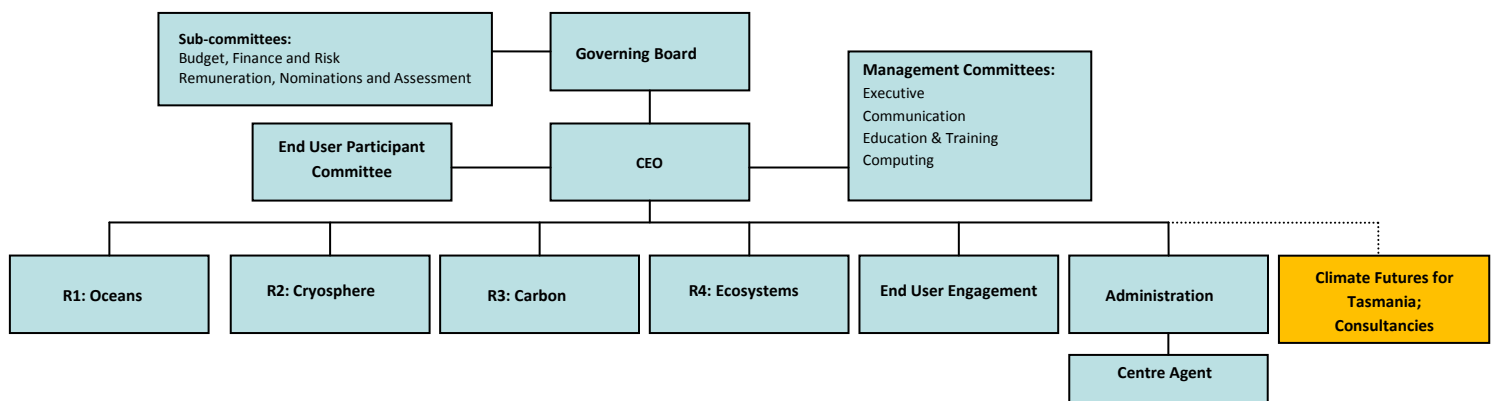 Sub-committees:
Budget, Finance and Risk
Remuneration, Nominations and Assessment
Governing Board
Management Committees:
Executive
Communication
Education & Training
Computing
End User Participant
Committee
CEO
R1: Oceans
R2: Cryosphere
R3: Carbon
R4: Ecosystems
End User Engagement
Administration
Climate Futures for
Tasmania;
Consultancies
Centre Agent